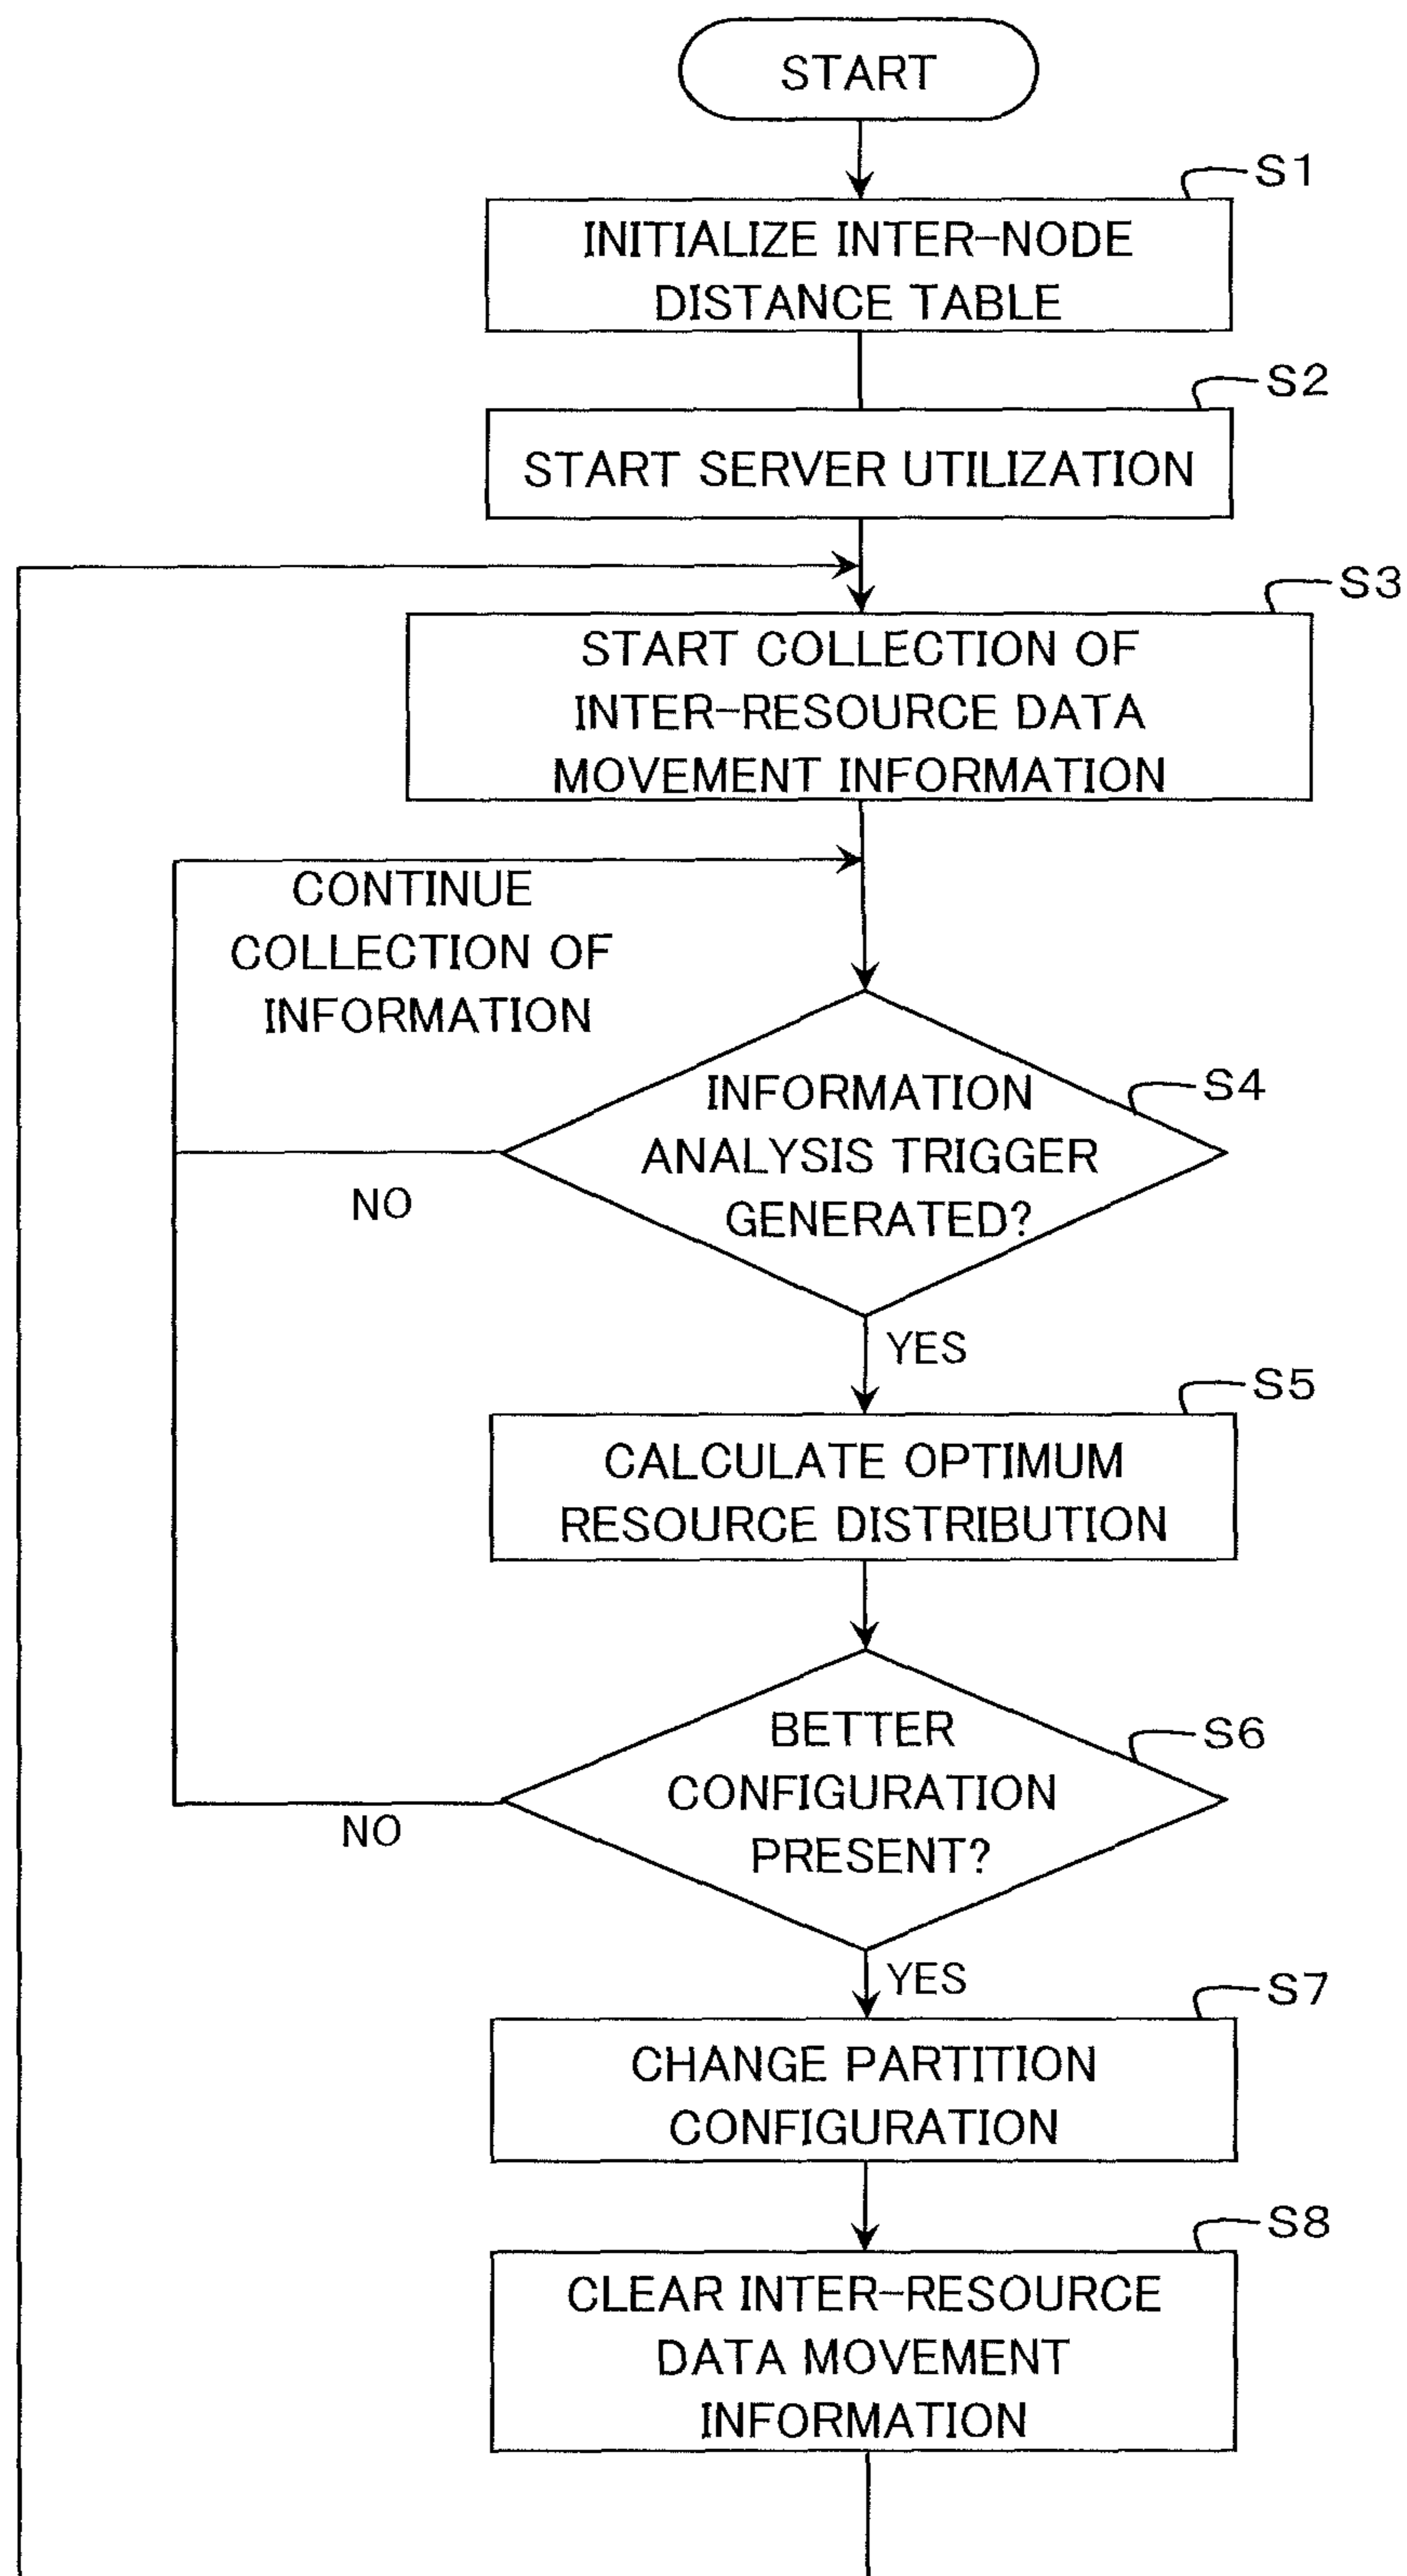 START
S1
INITIALIZE INTER-NODE
DISTANCE TABLE
S2
START SERVER UTILIZATION
S3
START COLLECTION OF
INTER-RESOURCE DATA
MOVEMENT INFORMATION
CONTINUE
COLLECTION OF
INFORMATION
S4
INFORMATION
ANALYSIS TRIGGER
GENERATED?
NO
YES
S5
CALCULATE OPTIMUM
RESOURCE DISTRIBUTION
S6
BETTER
CONFIGURATION
PRESENT?
NO
YES
S7
CHANGE PARTITION
CONFIGURATION
S8
CLEAR INTER-RESOURCE
DATA MOVEMENT
INFORMATION